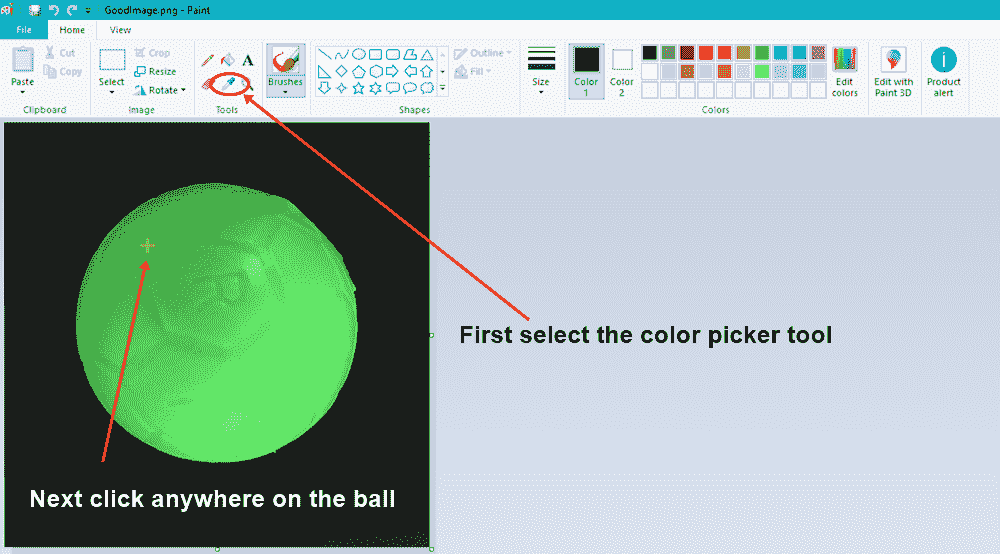 GoodImage.png - Paint
File Home View
Paste
Cut
Copy
Clipboard
Select
Crop
Resize
Rotate
Image
A
Tools
Brushes
Outline
Fill
Shapes
Size
Color 1
Color 2
Edit colors
Colors
Edit with Paint 3D
Product alert
First select the color picker tool
Next click anywhere on the ball